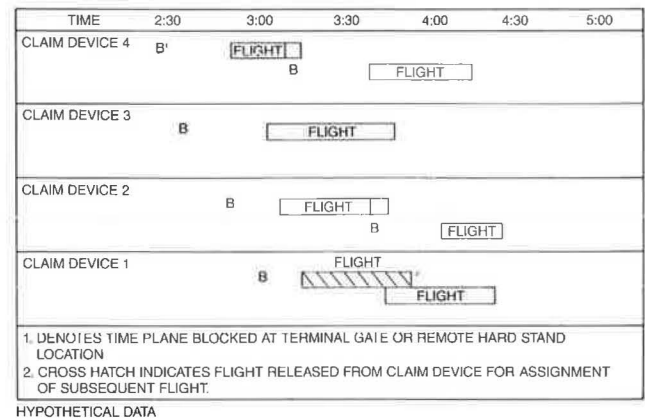 TIME 2:30 3:00 3:30 4:00 4:30 5:00
CLAIM DEVICE 4
B¹ FLIGHT
B FLIGHT
CLAIM DEVICE 3
B FLIGHT
CLAIM DEVICE 2
B FLIGHT
B FLIGHT
CLAIM DEVICE 1
FLIGHT
B
FLIGHT
1. DENOTES TIME PLANE BLOCKED AT TERMINAL GATE OR REMOTE HARD STAND
LOCATION
2. CROSS HATCH INDICATES FLIGHT RELEASED FROM CLAIM DEVICE FOR ASSIGNMENT
OF SUBSEQUENT FLIGHT.
HYPOTHETICAL DATA